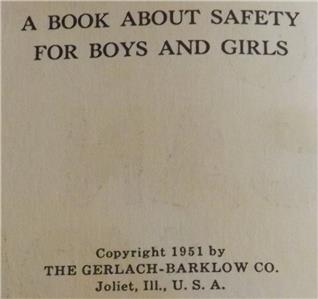 A BOOK ABOUT SAFETY
FOR BOYS AND GIRLS
Copyright 1951 by
THE GERLACH-BARKLOW CO.
Joliet, Ill., U. S. A.